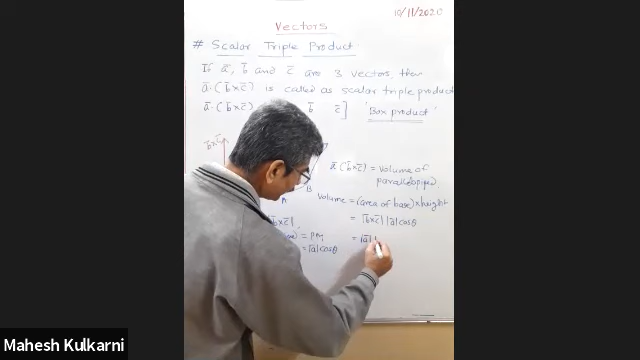 10/11/2020
Vectors
# Scalar Triple Product
If a̅, b̅ and c̅ are 3 vectors, then
a̅·(b̅×c̅) is called as scalar triple product
a̅·(b̅×c̅) b̅ c̅] 'Box product'
b̅×c̅
B
A
a̅ (b̅×c̅) = Volume of
parallelopiped
Volume = (area of base)×height
= |b̅×c̅| |a̅| cosθ
= |a̅| |
b̅×c̅|
= PM
= |a̅| cosθ
Mahesh Kulkarni